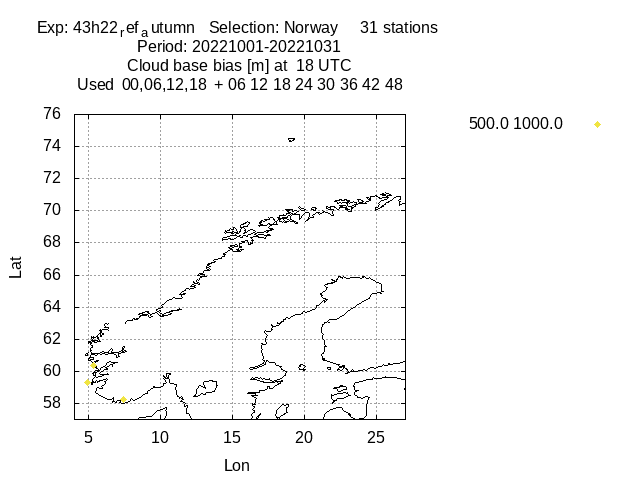 Exp: 43h22refautumn Selection: Norway 31 stations
Period: 20221001-20221031
Cloud base bias [m] at 18 UTC
Used 00,06,12,18 + 06 12 18 24 30 36 42 48
500.0 1000.0
76
74
72
70
68
66
64
62
60
58
Lat
5 10 15 20 25
Lon